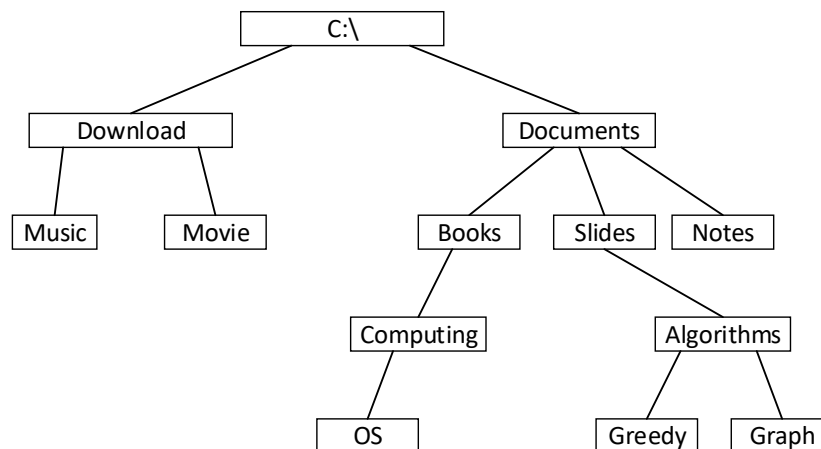 C:\
Download
Documents
Music
Movie
Books
Slides
Notes
Computing
Algorithms
OS
Greedy
Graph